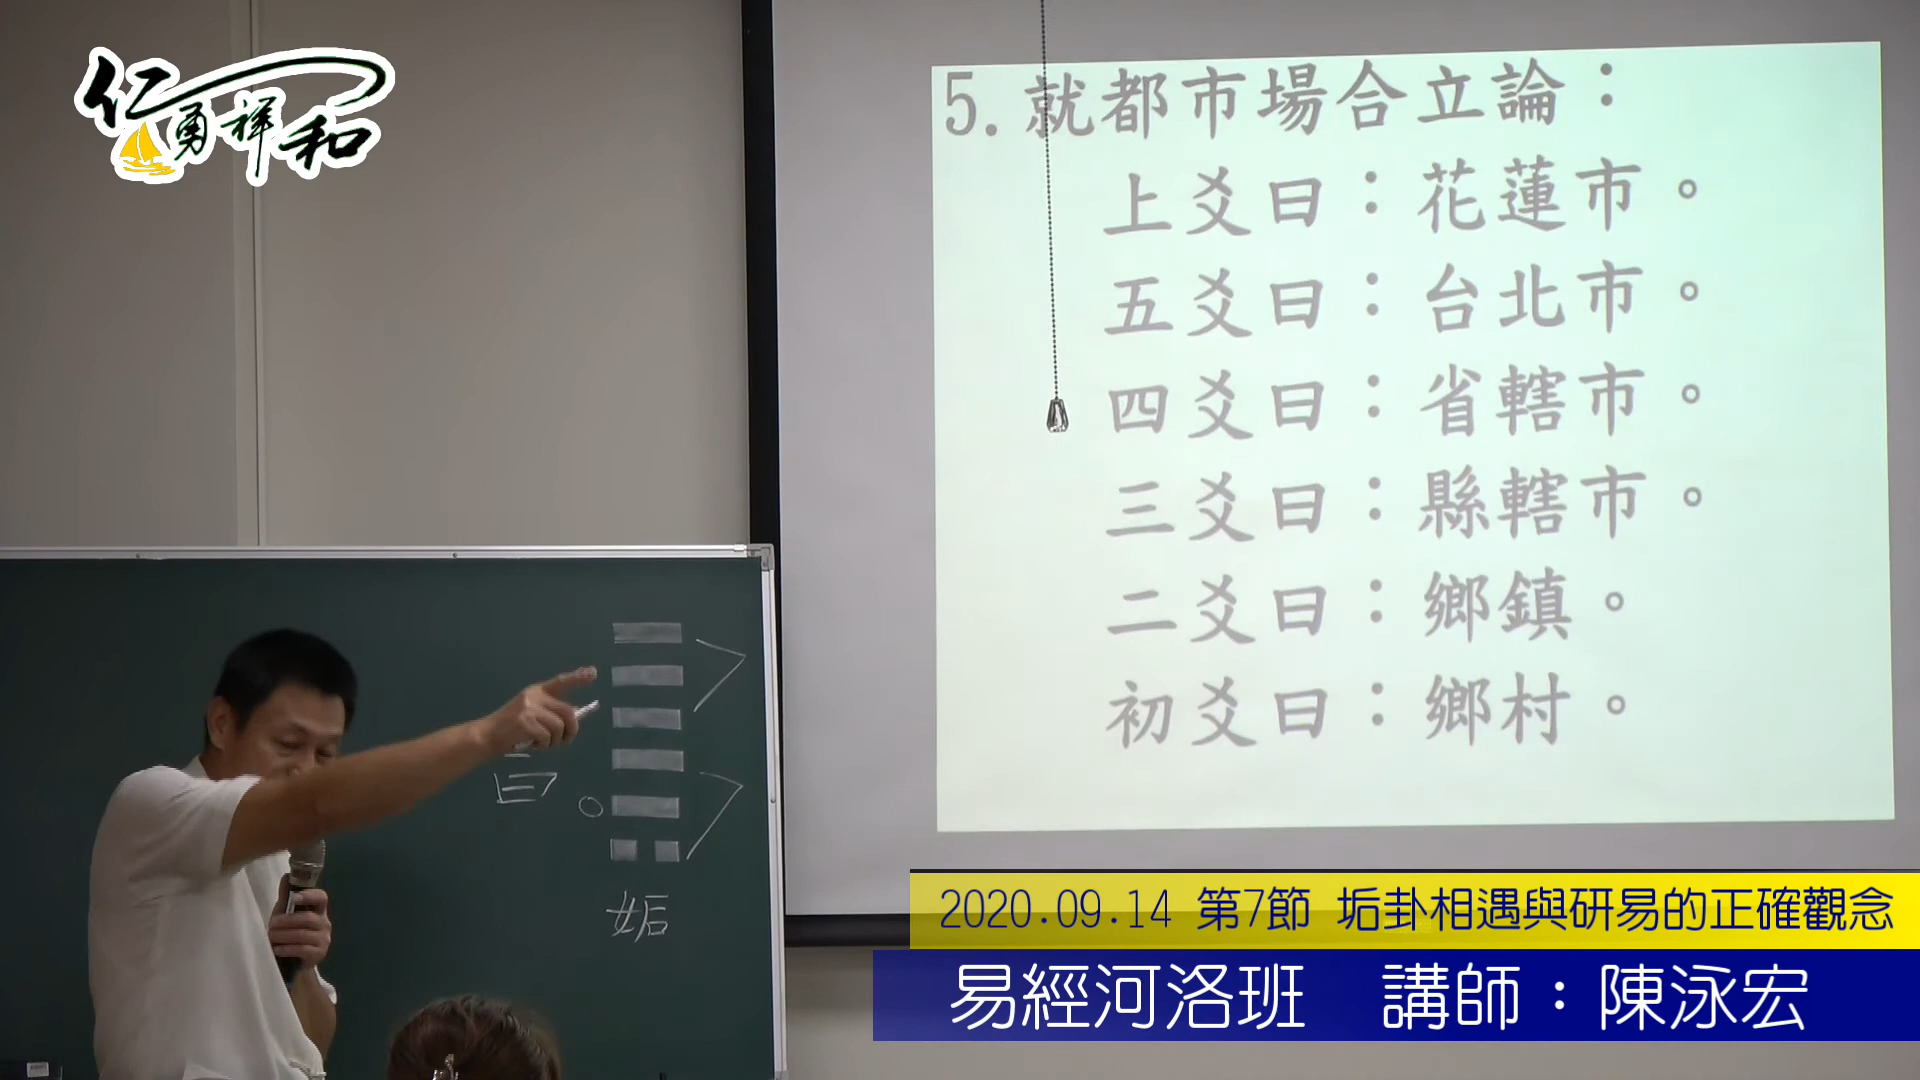 仁勇祥和
5.就都市場合立論：
上爻曰：花蓮市。
五爻曰：台北市。
四爻曰：省轄市。
三爻曰：縣轄市。
二爻曰：鄉鎮。
初爻曰：鄉村。
姤
2020.09.14 第7節 垢卦相遇與研易的正確觀念
易經河洛班 講師：陳泳宏